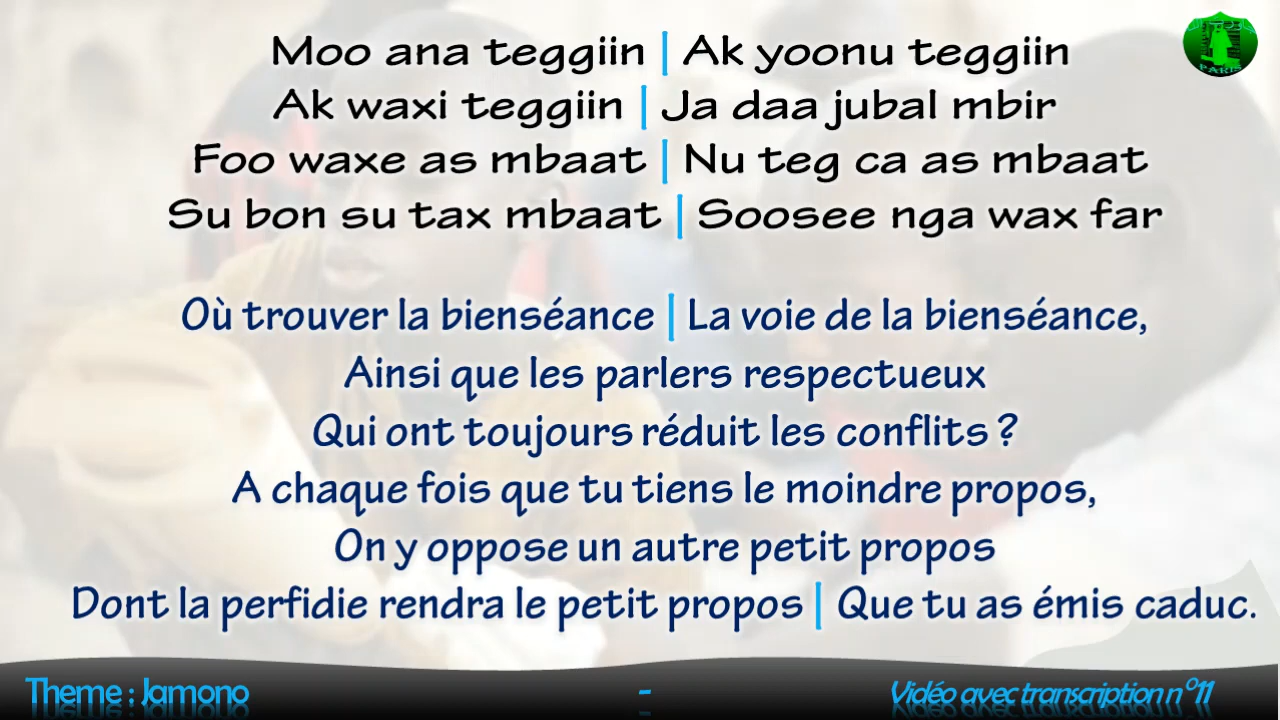 Moo ana teggiin | Ak yoonu teggiin
Ak waxi teggiin | Ja daa jubal mbir
Foo waxe as mbaat | Nu teg ca as mbaat
Su bon su tax mbaat | Soosee nga wax far
Où trouver la bienséance | La voie de la bienséance,
Ainsi que les parlers respectueux
Qui ont toujours réduit les conflits ?
A chaque fois que tu tiens le moindre propos,
On y oppose un autre petit propos
Dont la perfidie rendra le petit propos | Que tu as émis caduc.
PARIS
Theme : Jamono - Vidéo avec transcription n°11